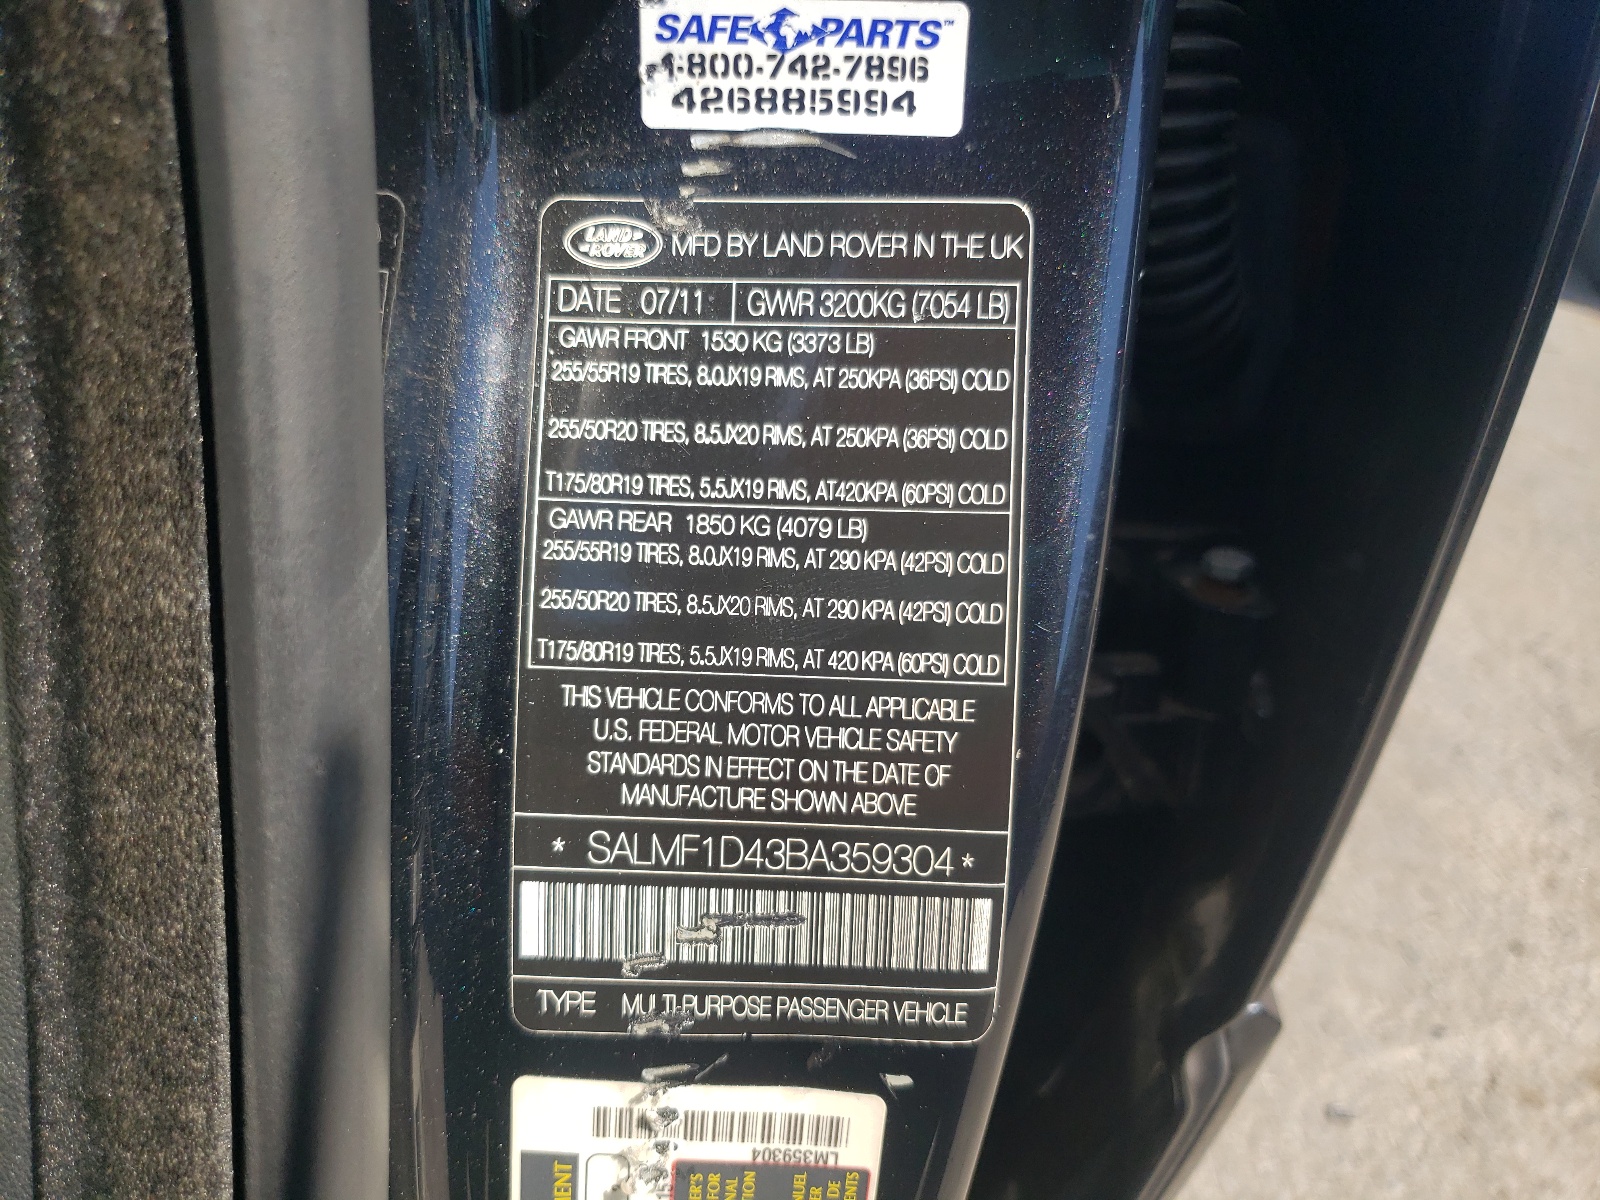 SAFE PARTS™
1-800-742-7896
426885994
LAND ROVER MFD BY LAND ROVER IN THE UK
DATE 07/11 GVWR 3200KG (7054 LB)
GAWR FRONT 1530 KG (3373 LB)
255/55R19 TIRES, 8.0JX19 RIMS, AT 250KPA (36PSI) COLD
255/50R20 TIRES, 8.5JX20 RIMS, AT 250KPA (36PSI) COLD
T175/80R19 TIRES, 5.5JX19 RIMS, AT420KPA (60PSI) COLD
GAWR REAR 1850 KG (4079 LB)
255/55R19 TIRES, 8.0JX19 RIMS, AT 290 KPA (42PSI) COLD
255/50R20 TIRES, 8.5JX20 RIMS, AT 290 KPA (42PSI) COLD
T175/80R19 TIRES, 5.5JX19 RIMS, AT 420 KPA (60PSI) COLD
THIS VEHICLE CONFORMS TO ALL APPLICABLE
U.S. FEDERAL MOTOR VEHICLE SAFETY
STANDARDS IN EFFECT ON THE DATE OF
MANUFACTURE SHOWN ABOVE
* SALMF1D43BA359304 *
TYPE MULTI-PURPOSE PASSENGER VEHICLE
LM359304